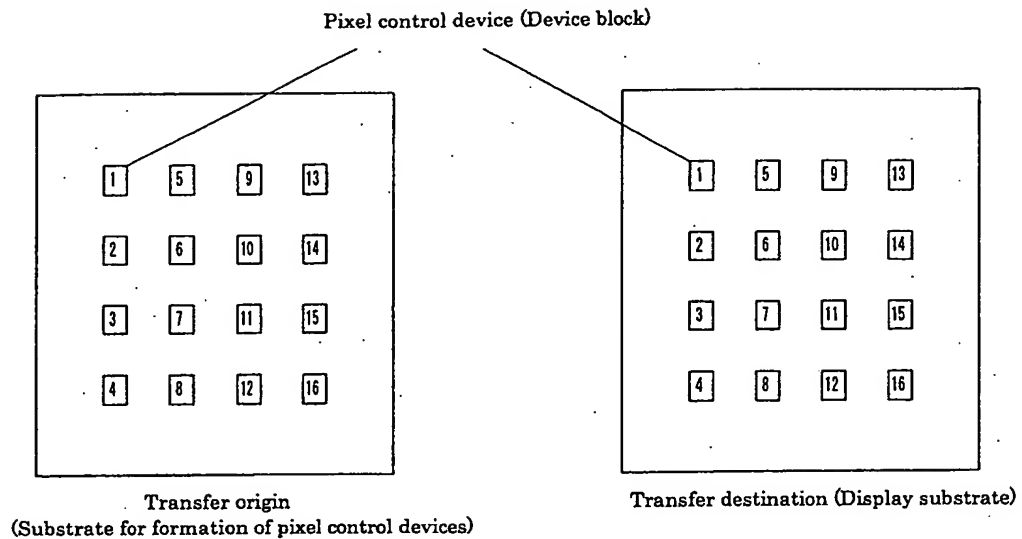 Pixel control device (Device block)
1 5 9 13
2 6 10 14
3 7 11 15
4 8 12 16
Transfer origin
(Substrate for formation of pixel control devices)
1 5 9 13
2 6 10 14
3 7 11 15
4 8 12 16
Transfer destination (Display substrate)